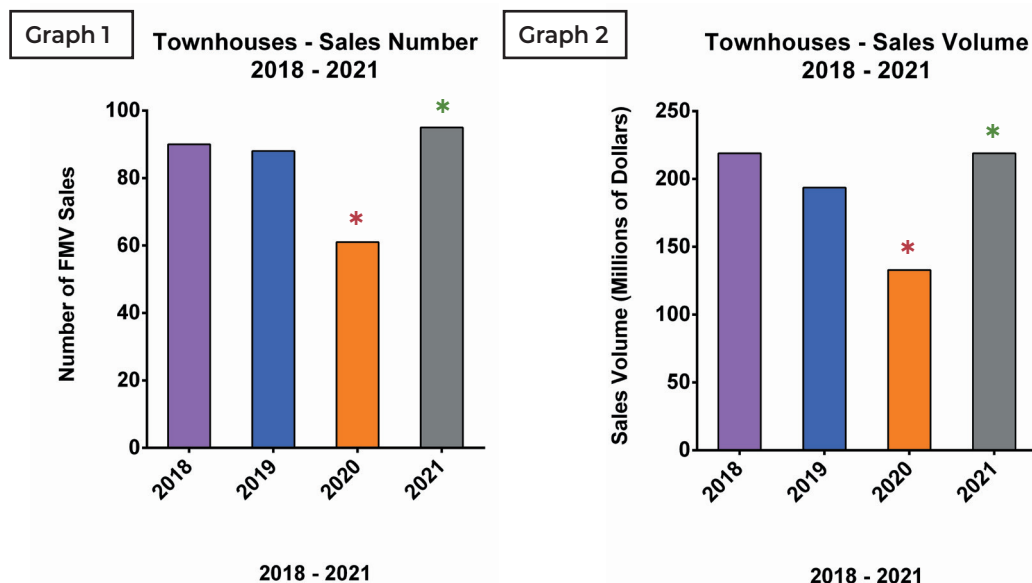 Graph 1
Townhouses - Sales Number
2018 - 2021
Number of FMV Sales
100
80
60
40
20
0
*
*
2018
2019
2020
2021
2018 - 2021
Graph 2
Townhouses - Sales Volume
2018 - 2021
Sales Volume (Millions of Dollars)
250
200
150
100
50
0
*
*
2018
2019
2020
2021
2018 - 2021